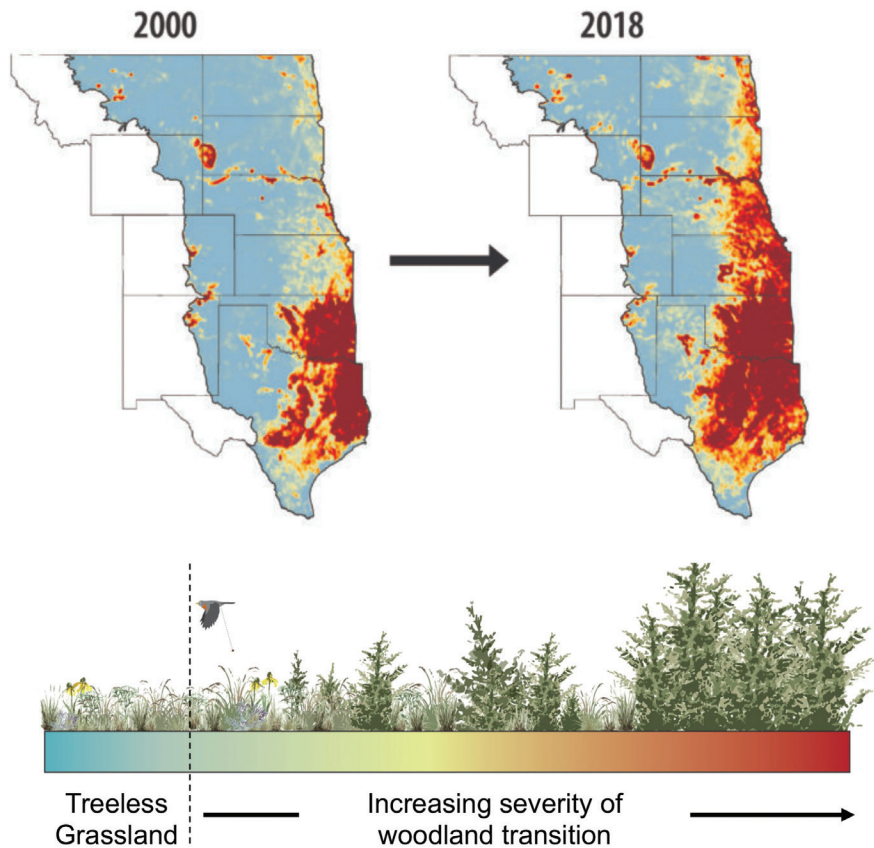 2000
2018
Treeless
Grassland
Increasing severity of
woodland transition